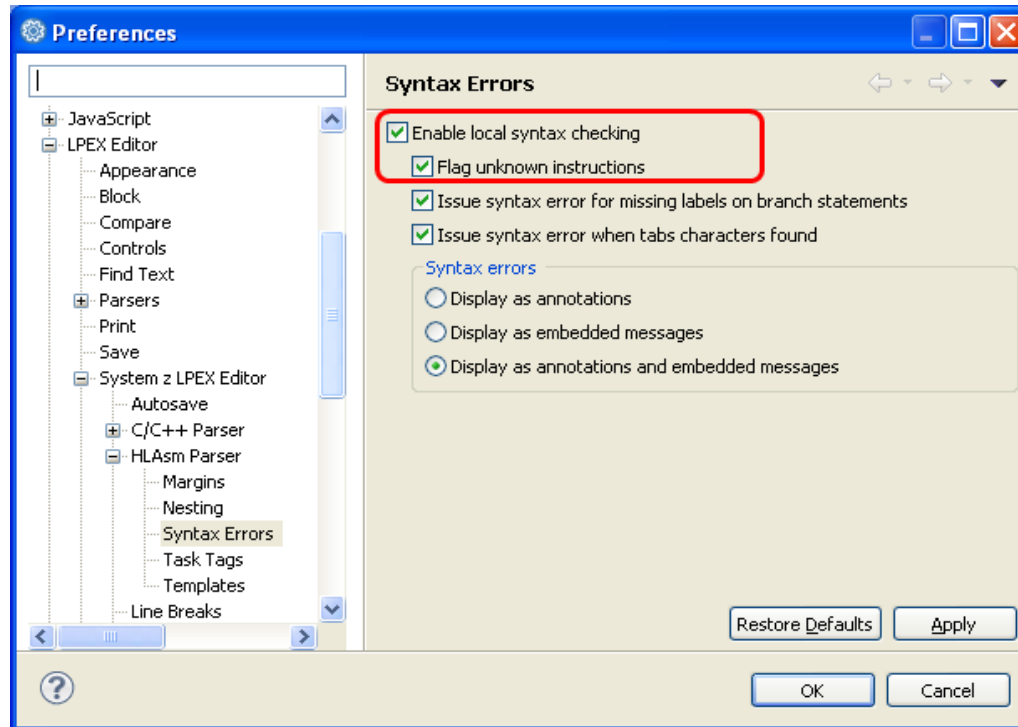 Preferences
Syntax Errors
JavaScript
LPEX Editor
Appearance
Block
Compare
Controls
Find Text
Parsers
Print
Save
System z LPEX Editor
Autosave
C/C++ Parser
HLAsm Parser
Margins
Nesting
Syntax Errors
Task Tags
Templates
Line Breaks
Enable local syntax checking
Flag unknown instructions
Issue syntax error for missing labels on branch statements
Issue syntax error when tabs characters found
Syntax errors
Display as annotations
Display as embedded messages
Display as annotations and embedded messages
Restore Defaults
Apply
?
OK
Cancel